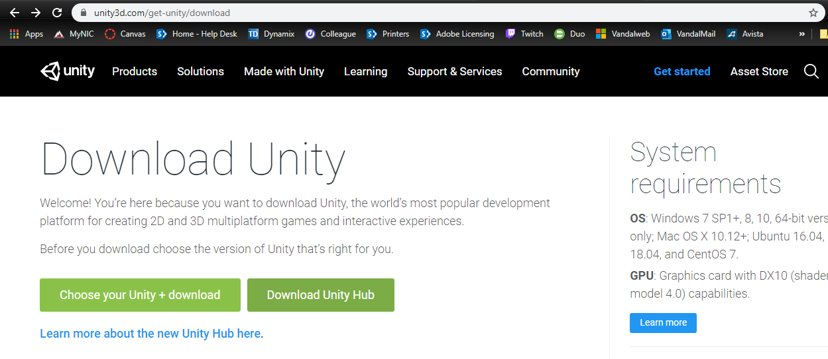 unity3d.com/get-unity/download
Apps MyNIC Canvas Home - Help Desk Dynamix Colleague Printers Adobe Licensing Twitch Duo Vandalweb VandalMail Avista »
unity Products Solutions Made with Unity Learning Support & Services Community Get started Asset Store
Download Unity
Welcome! You're here because you want to download Unity, the world's most popular development
platform for creating 2D and 3D multiplatform games and interactive experiences.
Before you download choose the version of Unity that's right for you.
Choose your Unity + download Download Unity Hub
Learn more about the new Unity Hub here.
System
requirements
OS: Windows 7 SP1+, 8, 10, 64-bit vers
only; Mac OS X 10.12+; Ubuntu 16.04,
18.04, and CentOS 7.
GPU: Graphics card with DX10 (shader
model 4.0) capabilities.
Learn more